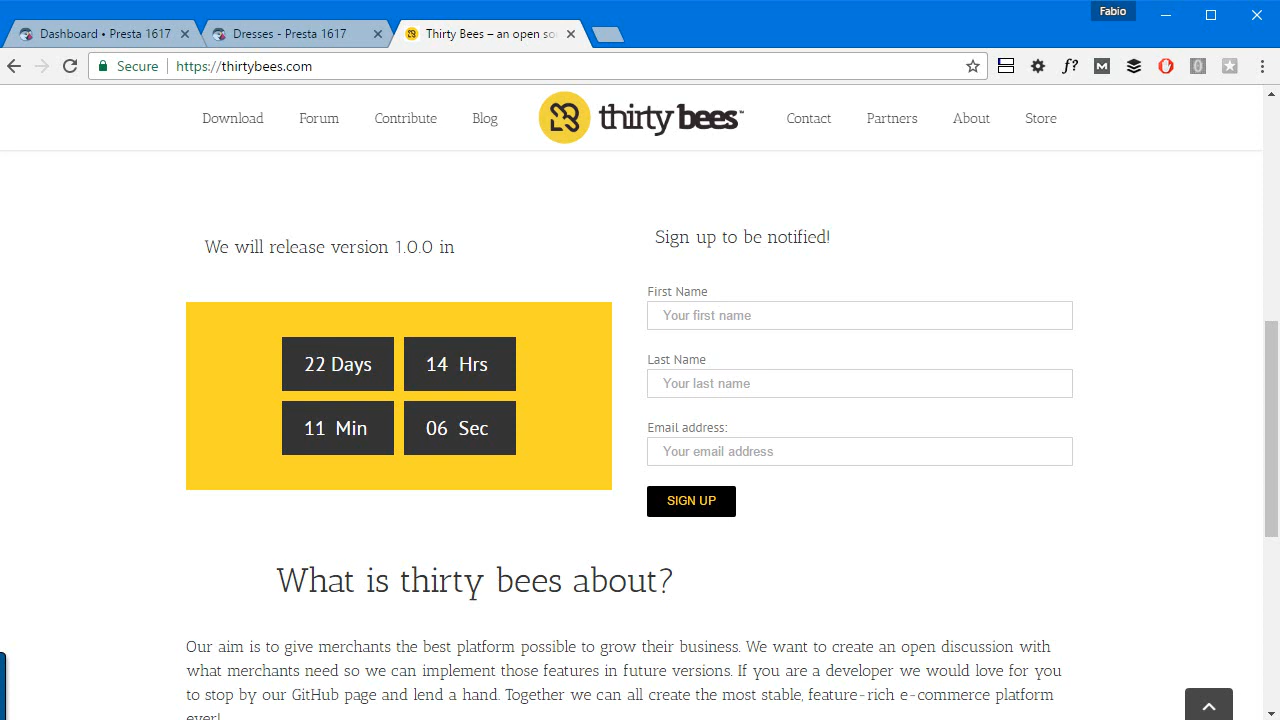 Fabio
Dashboard • Presta 1617
Dresses - Presta 1617
Thirty Bees – an open so
Secure
https://thirtybees.com
f?
M
0
Download
Forum
Contribute
Blog
thirty bees™
Contact
Partners
About
Store
We will release version 1.0.0 in
22 Days
14 Hrs
11 Min
06 Sec
Sign up to be notified!
First Name
Your first name
Last Name
Your last name
Email address:
Your email address
SIGN UP
What is thirty bees about?
Our aim is to give merchants the best platform possible to grow their business. We want to create an open discussion with
what merchants need so we can implement those features in future versions. If you are a developer we would love for you
to stop by our GitHub page and lend a hand. Together we can all create the most stable, feature-rich e-commerce platform
ever!